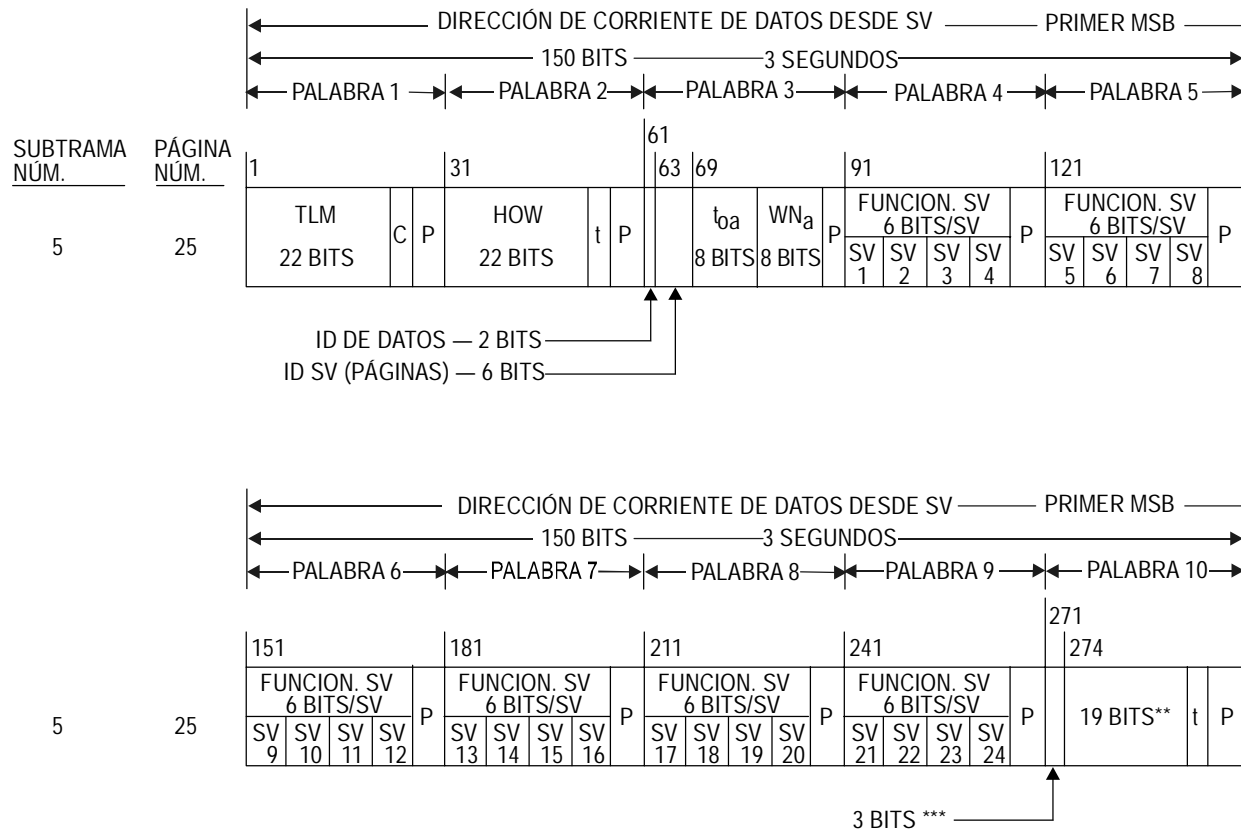 DIRECCIÓN DE CORRIENTE DE DATOS DESDE SV PRIMER MSB
150 BITS 3 SEGUNDOS
PALABRA 1 PALABRA 2 PALABRA 3 PALABRA 4 PALABRA 5
SUBTRAMA NÚM. PÁGINA NÚM.
1 31 61 63 69 91 121
5 25
TLM 22 BITS C P
HOW 22 BITS t P
toa 8 BITS WNa 8 BITS P
FUNCION. SV 6 BITS/SV P
SV 1 SV 2 SV 3 SV 4
FUNCION. SV 6 BITS/SV P
SV 5 SV 6 SV 7 SV 8
ID DE DATOS — 2 BITS
ID SV (PÁGINAS) — 6 BITS
DIRECCIÓN DE CORRIENTE DE DATOS DESDE SV PRIMER MSB
150 BITS 3 SEGUNDOS
PALABRA 6 PALABRA 7 PALABRA 8 PALABRA 9 PALABRA 10
151 181 211 241 271 274
5 25
FUNCION. SV 6 BITS/SV P
SV 9 SV 10 SV 11 SV 12
FUNCION. SV 6 BITS/SV P
SV 13 SV 14 SV 15 SV 16
FUNCION. SV 6 BITS/SV P
SV 17 SV 18 SV 19 SV 20
FUNCION. SV 6 BITS/SV P
SV 21 SV 22 SV 23 SV 24
19 BITS** t P
3 BITS ***